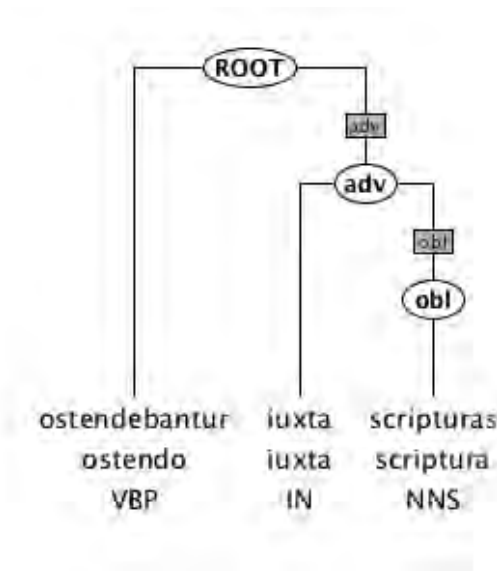 ROOT
adv
adv
obl
obl
ostendebantur iuxta scripturas
ostendo iuxta scriptura
VBP IN NNS